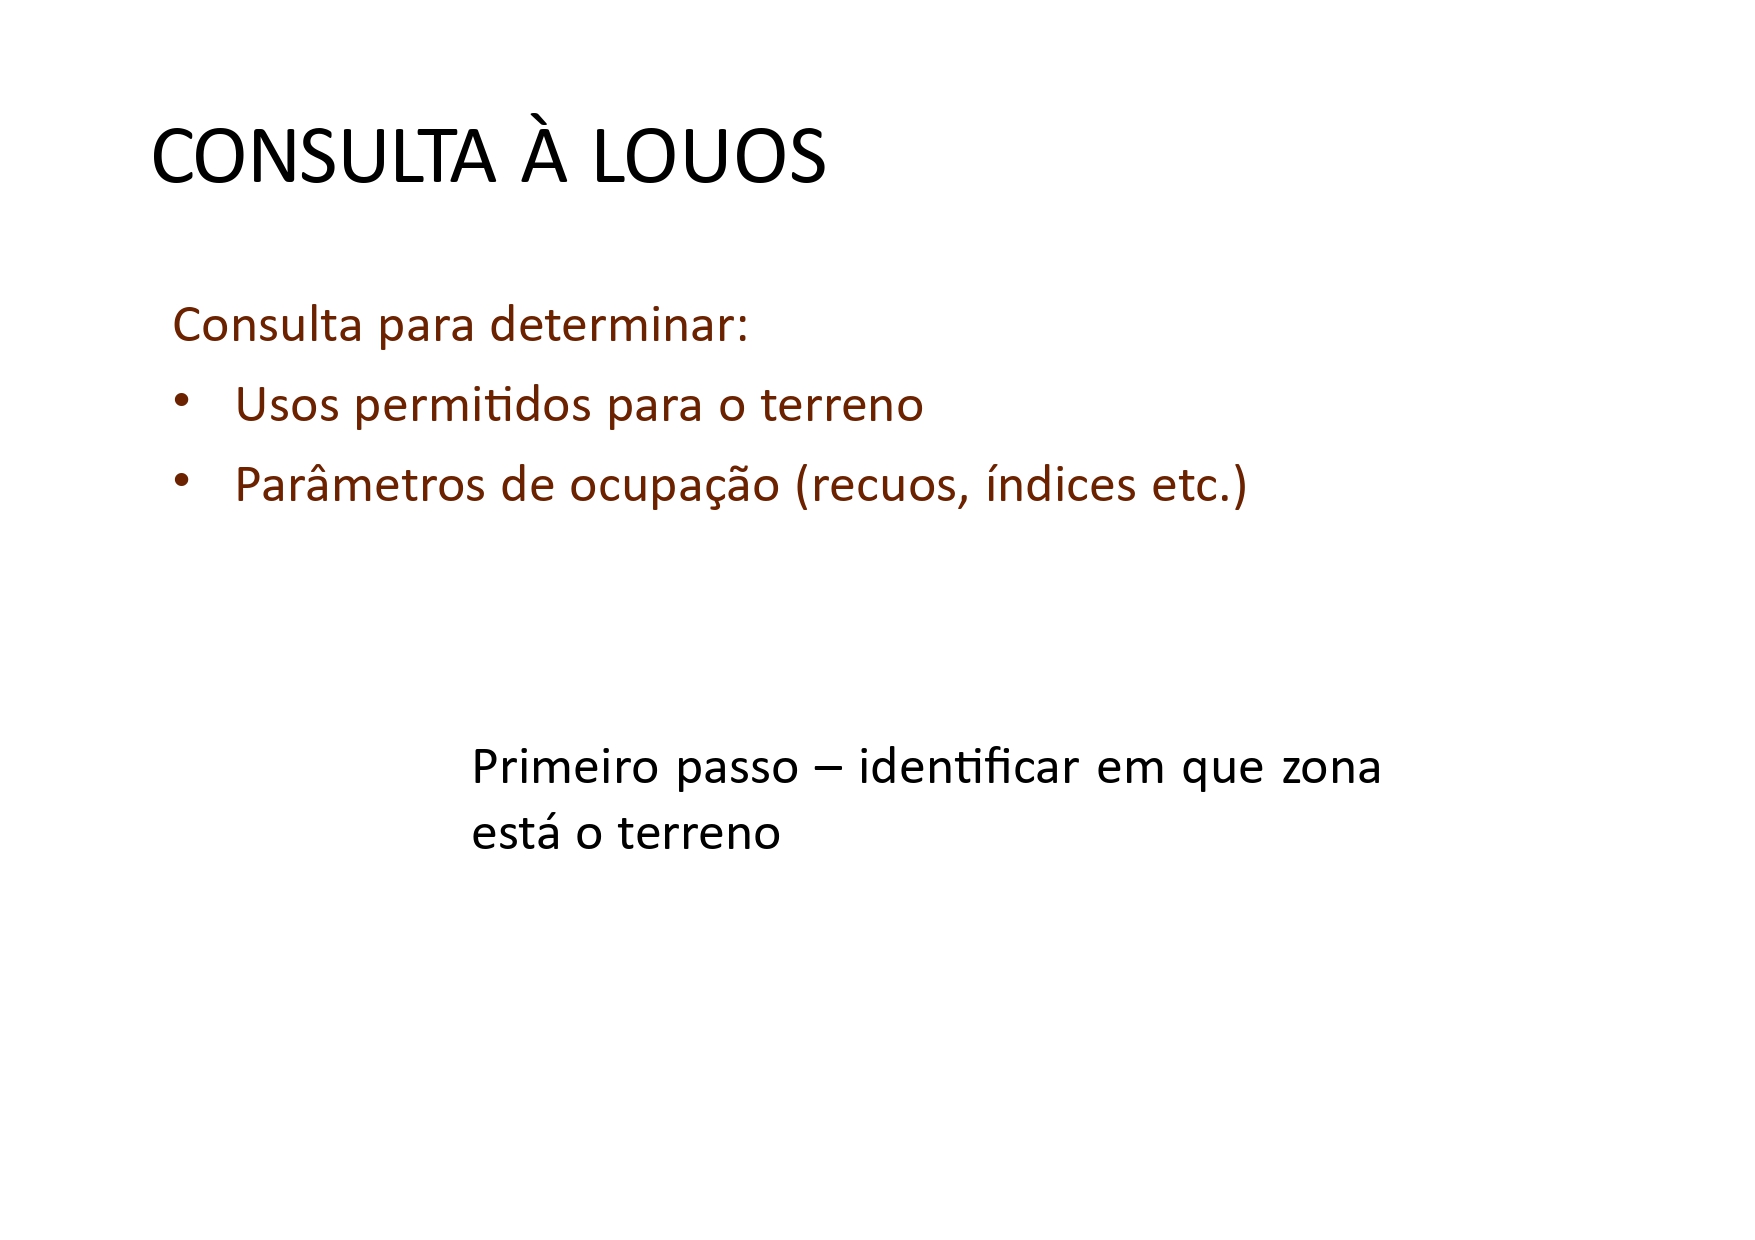 CONSULTA À LOUOS
Consulta para determinar:
• Usos permitidos para o terreno
• Parâmetros de ocupação (recuos, índices etc.)
Primeiro passo – identificar em que zona
está o terreno